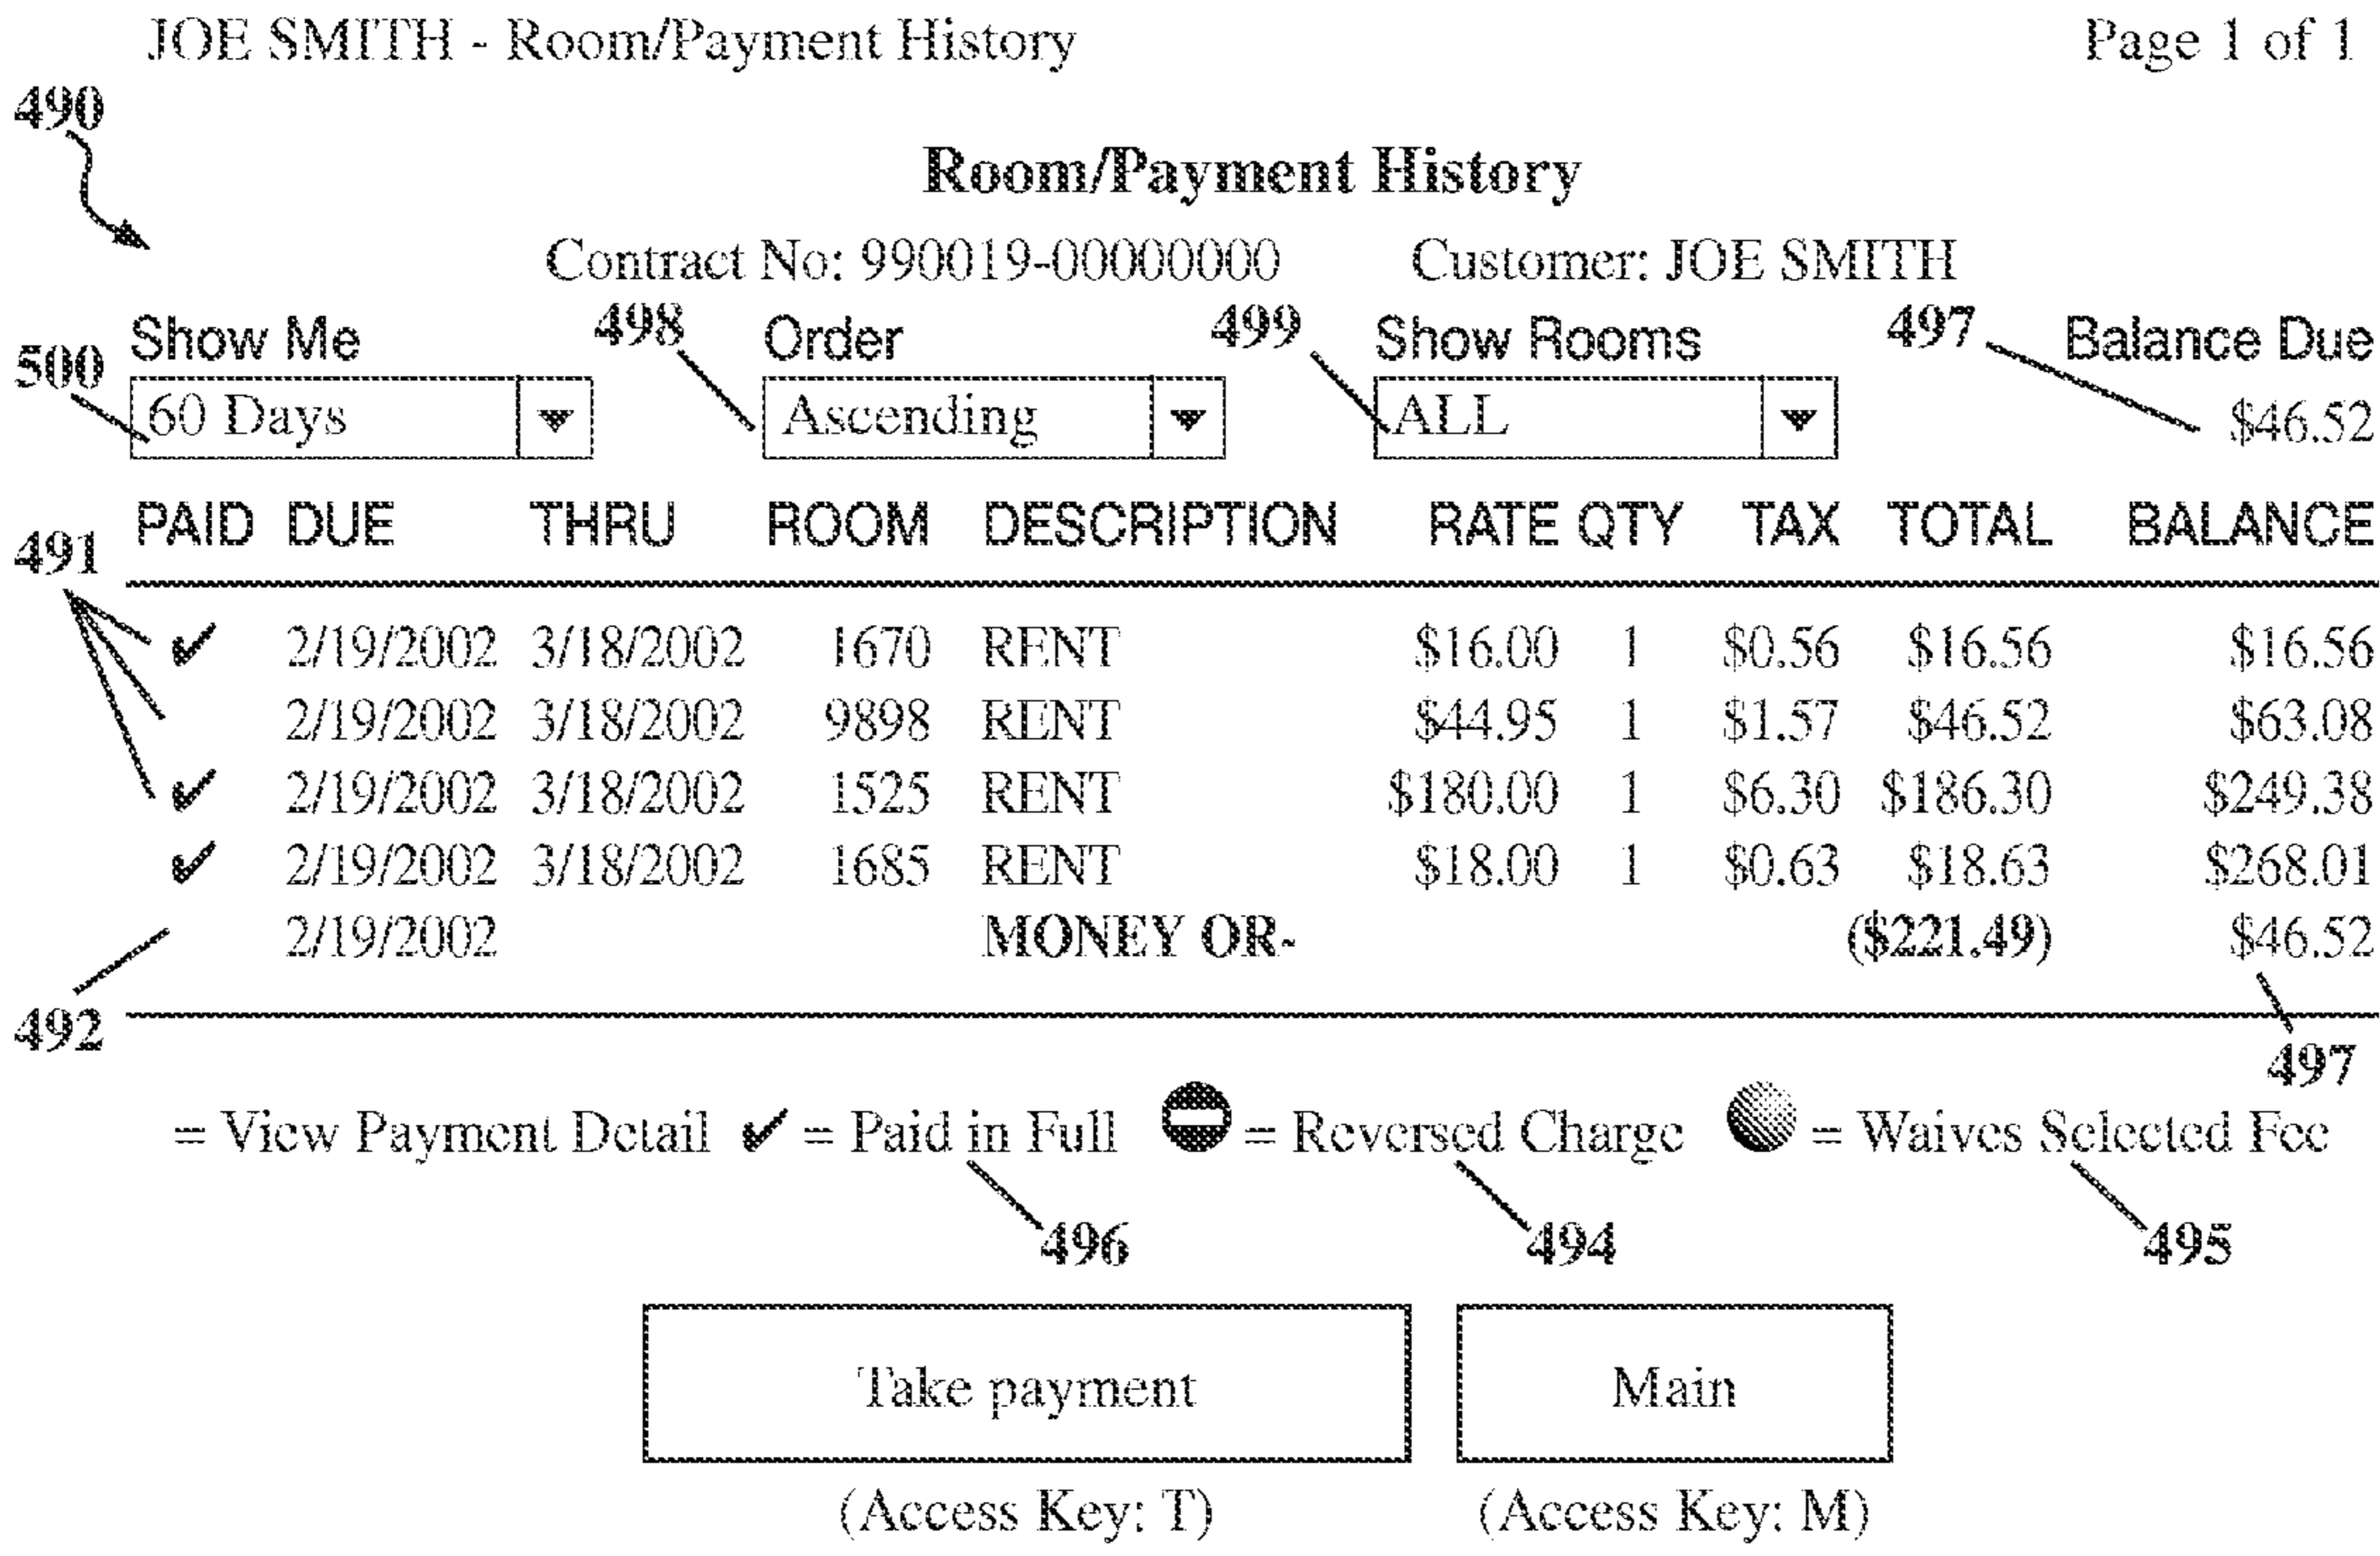 JOE SMITH - Room/Payment History Page 1 of 1
490
Room/Payment History
Contract No: 990019-00000000 Customer: JOE SMITH
500 Show Me 498 Order 499 Show Rooms 497 Balance Due
60 Days Ascending ALL $46.52
491 PAID DUE THRU ROOM DESCRIPTION RATE QTY TAX TOTAL BALANCE
✔ 2/19/2002 3/18/2002 1670 RENT $16.00 1 $0.56 $16.56 $16.56
2/19/2002 3/18/2002 9898 RENT $44.95 1 $1.57 $46.52 $63.08
✔ 2/19/2002 3/18/2002 1525 RENT $180.00 1 $6.30 $186.30 $249.38
✔ 2/19/2002 3/18/2002 1685 RENT $18.00 1 $0.63 $18.63 $268.01
2/19/2002 MONEY OR- ($221.49) $46.52
492
497
= View Payment Detail ✔ = Paid in Full = Reversed Charge = Waives Selected Fee
496 494 495
Take payment Main
(Access Key: T) (Access Key: M)